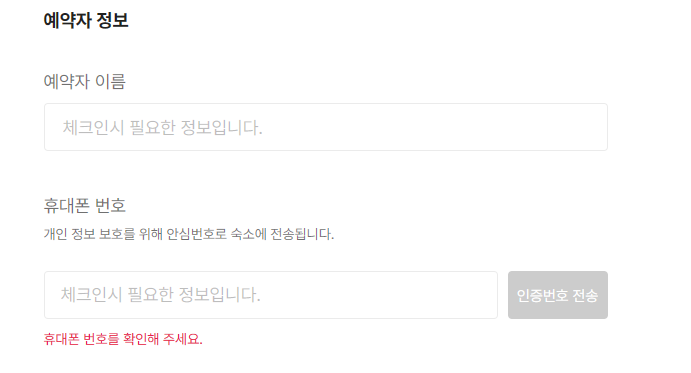 예약자 정보
예약자 이름
체크인시 필요한 정보입니다.
휴대폰 번호
개인 정보 보호를 위해 안심번호로 숙소에 전송됩니다.
체크인시 필요한 정보입니다.
인증번호 전송
휴대폰 번호를 확인해 주세요.